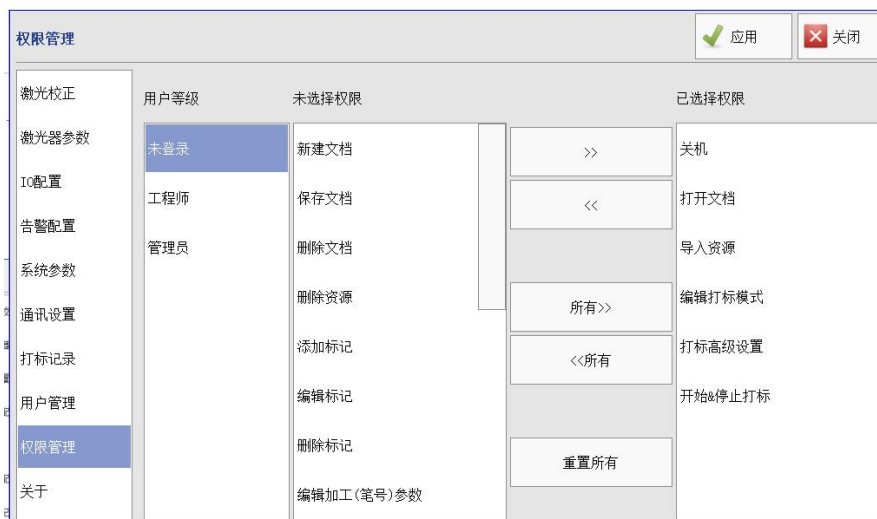 权限管理
应用
关闭
激光校正
激光器参数
IO配置
告警配置
系统参数
通讯设置
打标记录
用户管理
权限管理
关于
用户等级
未登录
工程师
管理员
未选择权限
新建文档
保存文档
删除文档
删除资源
添加标记
编辑标记
删除标记
编辑加工(笔号)参数
>>
<<
所有>>
<<所有
重置所有
已选择权限
关机
打开文档
导入资源
编辑打标模式
打标高级设置
开始&停止打标